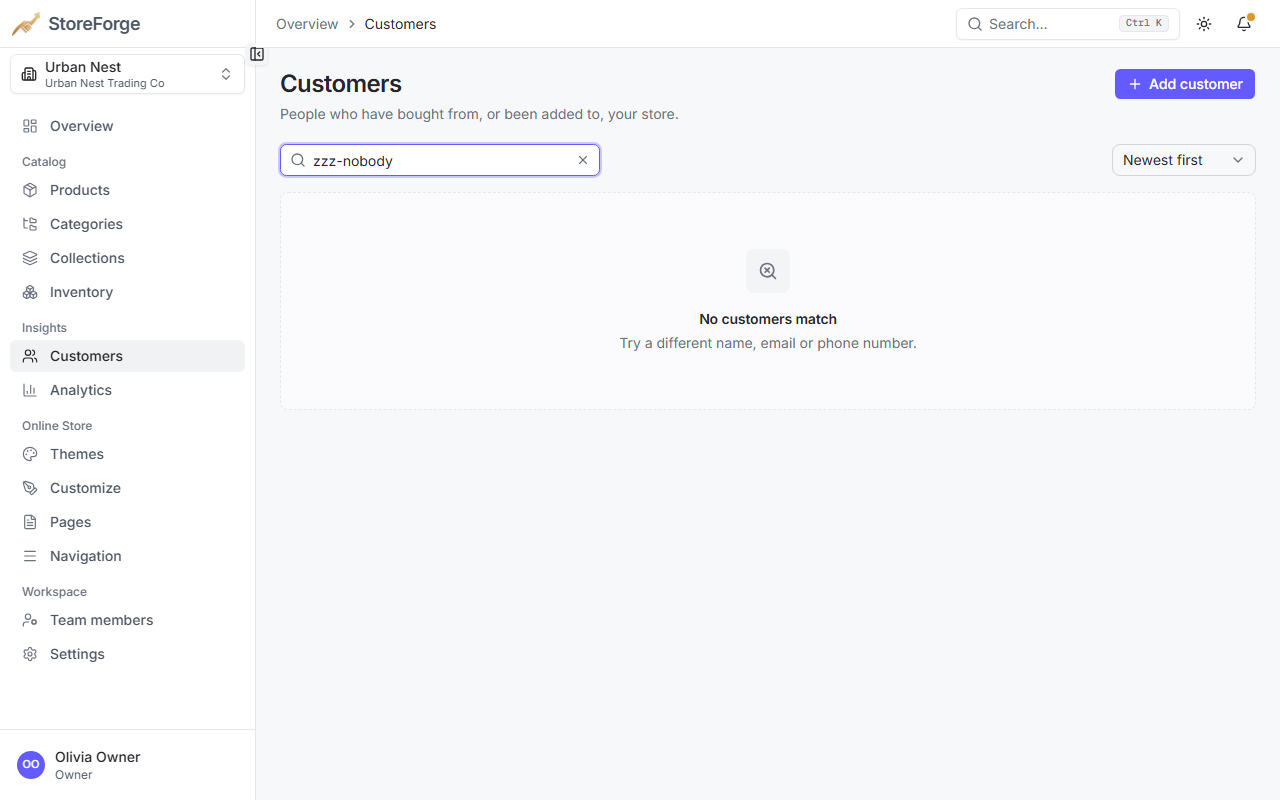 StoreForge
Overview > Customers
Search...
Ctrl K
Urban Nest
Urban Nest Trading Co
Overview
Catalog
Products
Categories
Collections
Inventory
Insights
Customers
Analytics
Online Store
Themes
Customize
Pages
Navigation
Workspace
Team members
Settings
OO
Olivia Owner
Owner
Customers
People who have bought from, or been added to, your store.
Add customer
zzz-nobody
Newest first
No customers match
Try a different name, email or phone number.